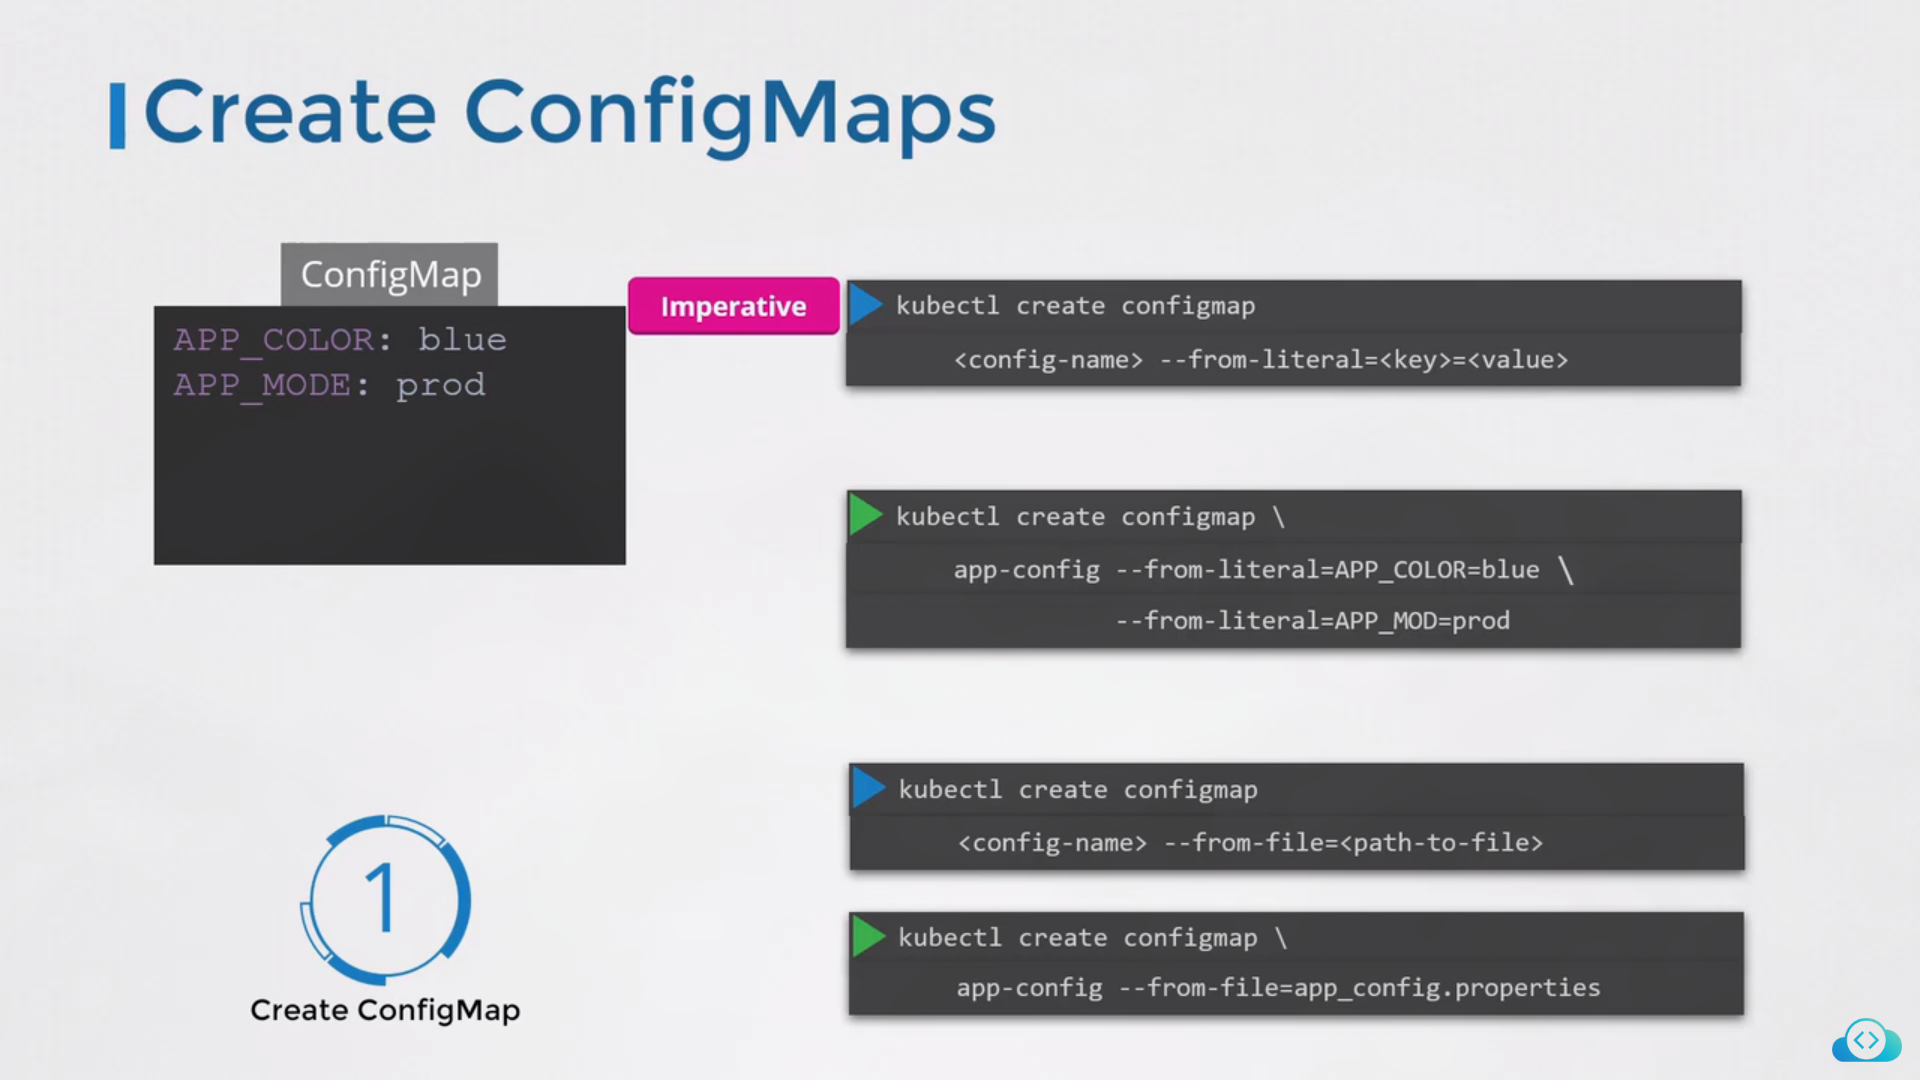 Create ConfigMaps
ConfigMap
APP_COLOR: blue
APP_MODE: prod
Imperative
kubectl create configmap
<config-name> --from-literal=<key>=<value>
kubectl create configmap \
app-config --from-literal=APP_COLOR=blue \
--from-literal=APP_MOD=prod
kubectl create configmap
<config-name> --from-file=<path-to-file>
kubectl create configmap \
app-config --from-file=app_config.properties
1
Create ConfigMap